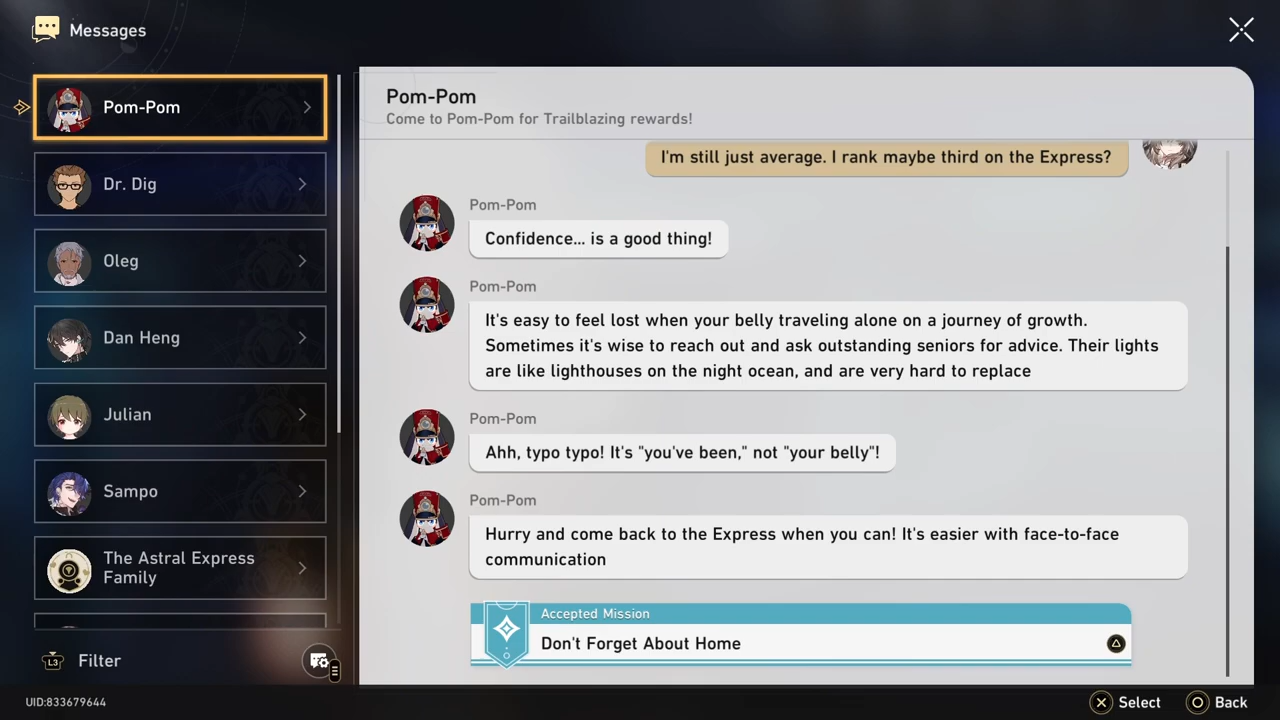 Messages
Pom-Pom
Dr. Dig
Oleg
Dan Heng
Julian
Sampo
The Astral Express
Family
L3
Filter
Pom-Pom
Come to Pom-Pom for Trailblazing rewards!
I'm still just average. I rank maybe third on the Express?
Pom-Pom
Confidence... is a good thing!
Pom-Pom
It's easy to feel lost when your belly traveling alone on a journey of growth.
Sometimes it's wise to reach out and ask outstanding seniors for advice. Their lights
are like lighthouses on the night ocean, and are very hard to replace
Pom-Pom
Ahh, typo typo! It's "you've been," not "your belly"!
Pom-Pom
Hurry and come back to the Express when you can! It's easier with face-to-face
communication
Accepted Mission
Don't Forget About Home
UID:833679644
Select
Back